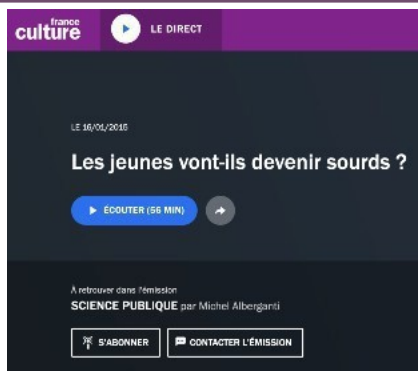 france
culture
LE DIRECT
LE 16/01/2015
Les jeunes vont-ils devenir sourds ?
ÉCOUTER (56 MIN)
À retrouver dans l'émission
SCIENCE PUBLIQUE par Michel Alberganti
S'ABONNER
CONTACTER L'ÉMISSION